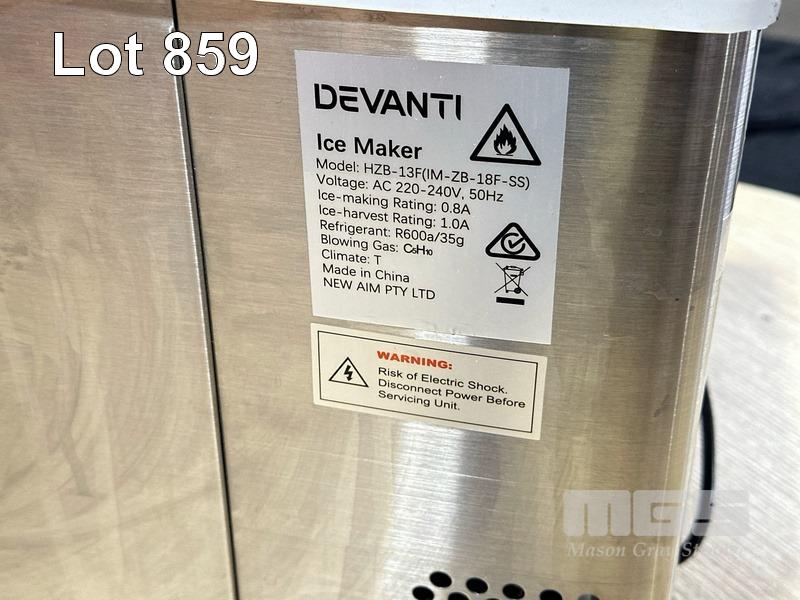 Lot 859
DEVANTI
Ice Maker
Model: HZB-13F(IM-ZB-18F-SS)
Voltage: AC 220-240V, 50Hz
Ice-making Rating: 0.8A
Ice-harvest Rating: 1.0A
Refrigerant: R600a/35g
Blowing Gas: C₅H₁₀
Climate: T
Made in China
NEW AIM PTY LTD
WARNING:
Risk of Electric Shock.
Disconnect Power Before
Servicing Unit.
MGS
Mason Gray